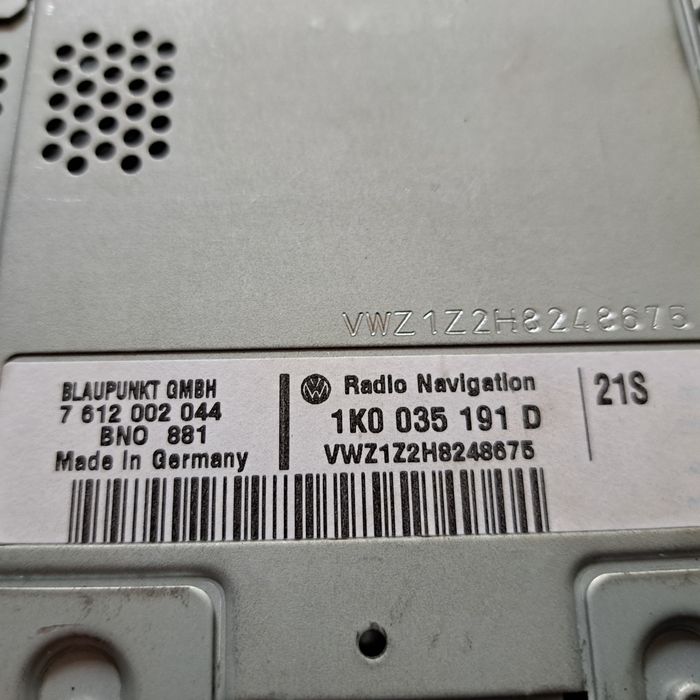 VWZ1Z2H8248675
BLAUPUNKT GMBH
7 612 002 044
BNO 881
Made In Germany
Radio Navigation
1K0 035 191 D
VWZ1Z2H8248675
21S